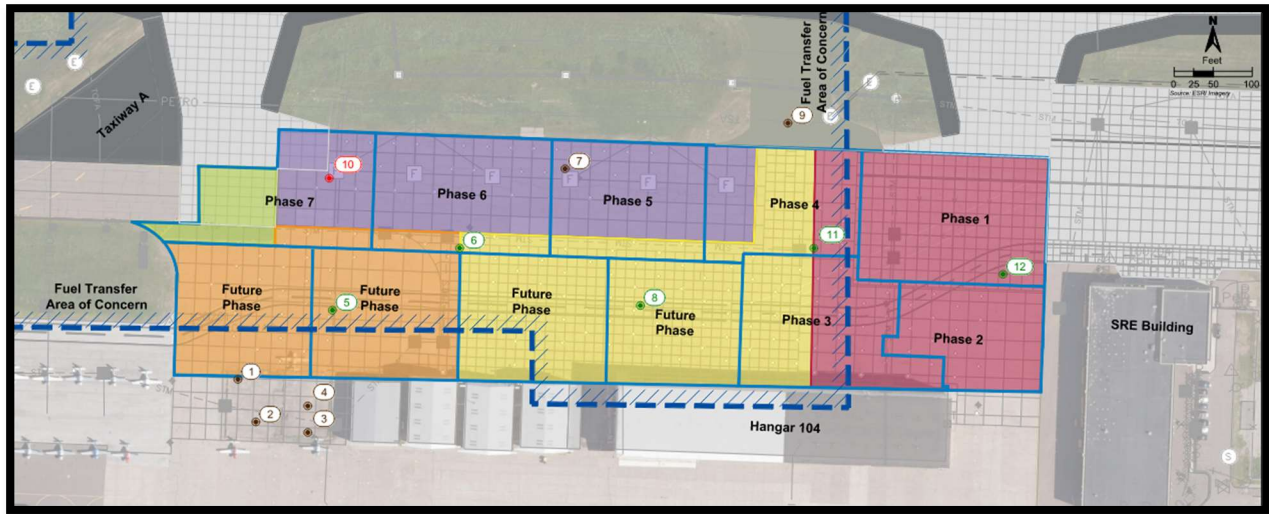 N
Feet
0 25 50 100
Source: ESRI Imagery
Fuel Transfer
Area of Concern
E
E
E
E
Taxiway A
PETRO
9
10
7
F
F
F
F
F
Phase 7
Phase 6
Phase 5
Phase 4
Phase 1
6
11
12
Fuel Transfer
Area of Concern
Future
Phase
Future
Phase
5
Future
Phase
8
Future
Phase
Phase 3
Phase 2
SRE Building
1
4
2
3
Hangar 104
S